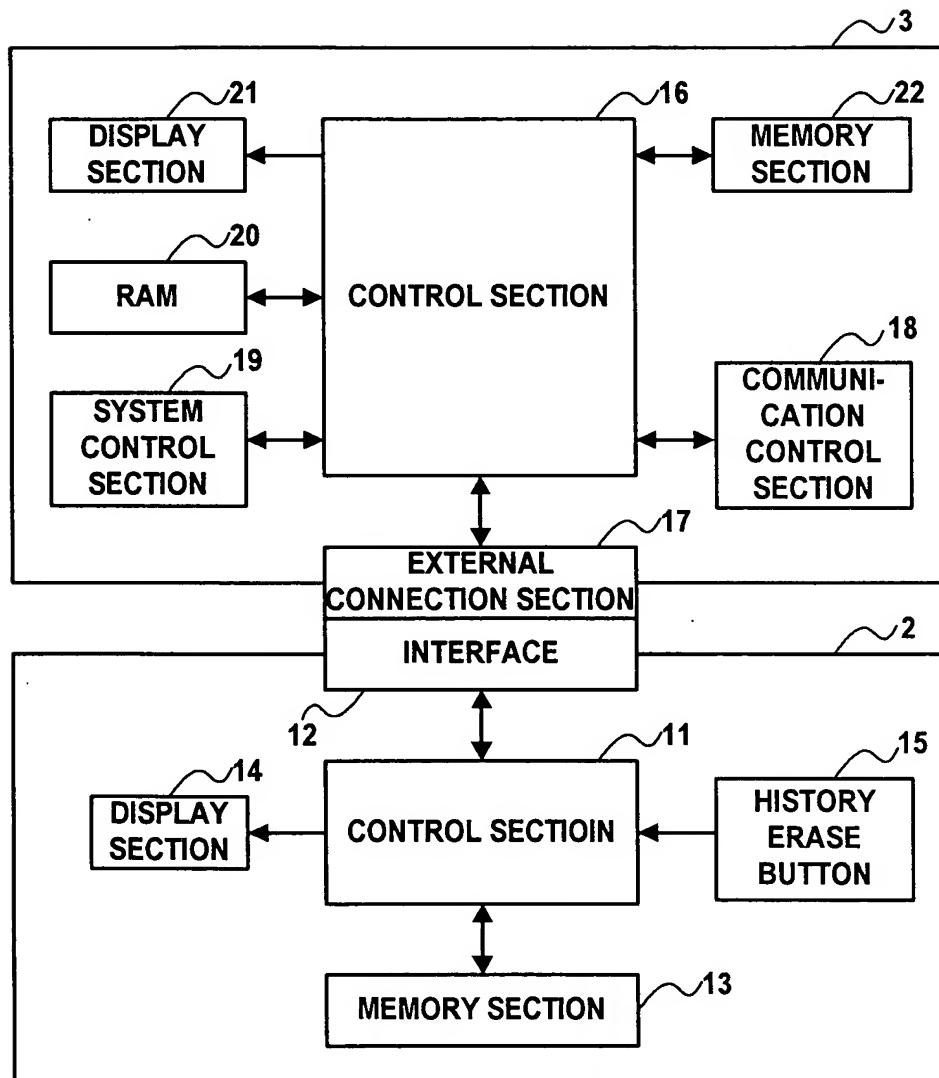 3
21
16
22
DISPLAY
SECTION
MEMORY
SECTION
20
RAM
CONTROL SECTION
19
18
SYSTEM
CONTROL
SECTION
COMMUNI-
CATION
CONTROL
SECTION
17
EXTERNAL
CONNECTION SECTION
2
INTERFACE
12
11
15
14
DISPLAY
SECTION
CONTROL SECTIOIN
HISTORY
ERASE
BUTTON
13
MEMORY SECTION